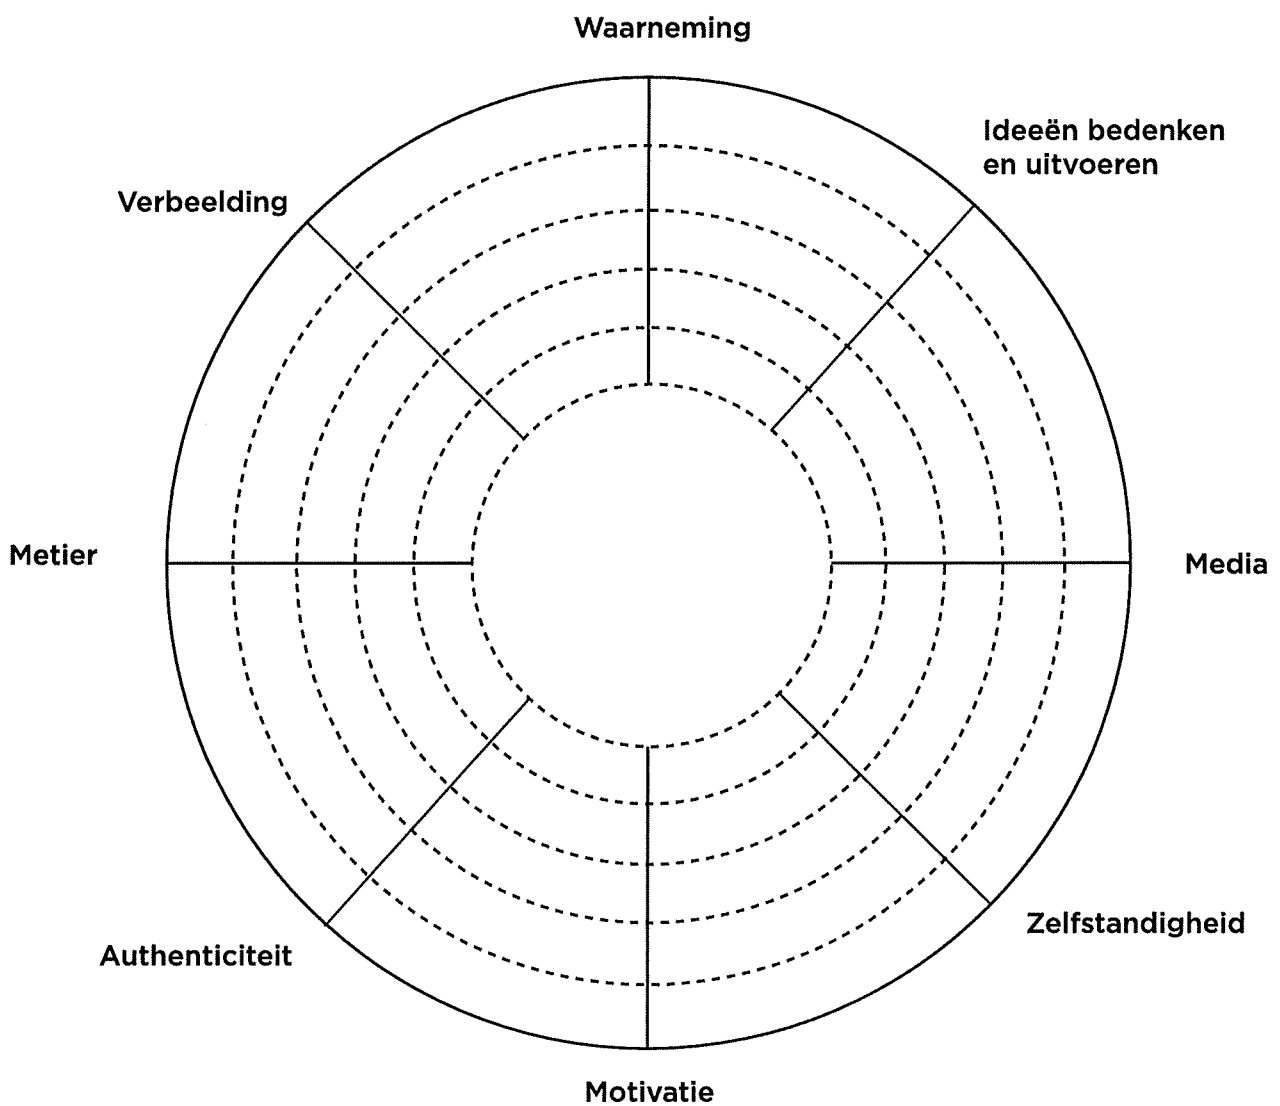 Waarneming
Ideeën bedenken
en uitvoeren
Verbeelding
Metier
Media
Zelfstandigheid
Authenticiteit
Motivatie